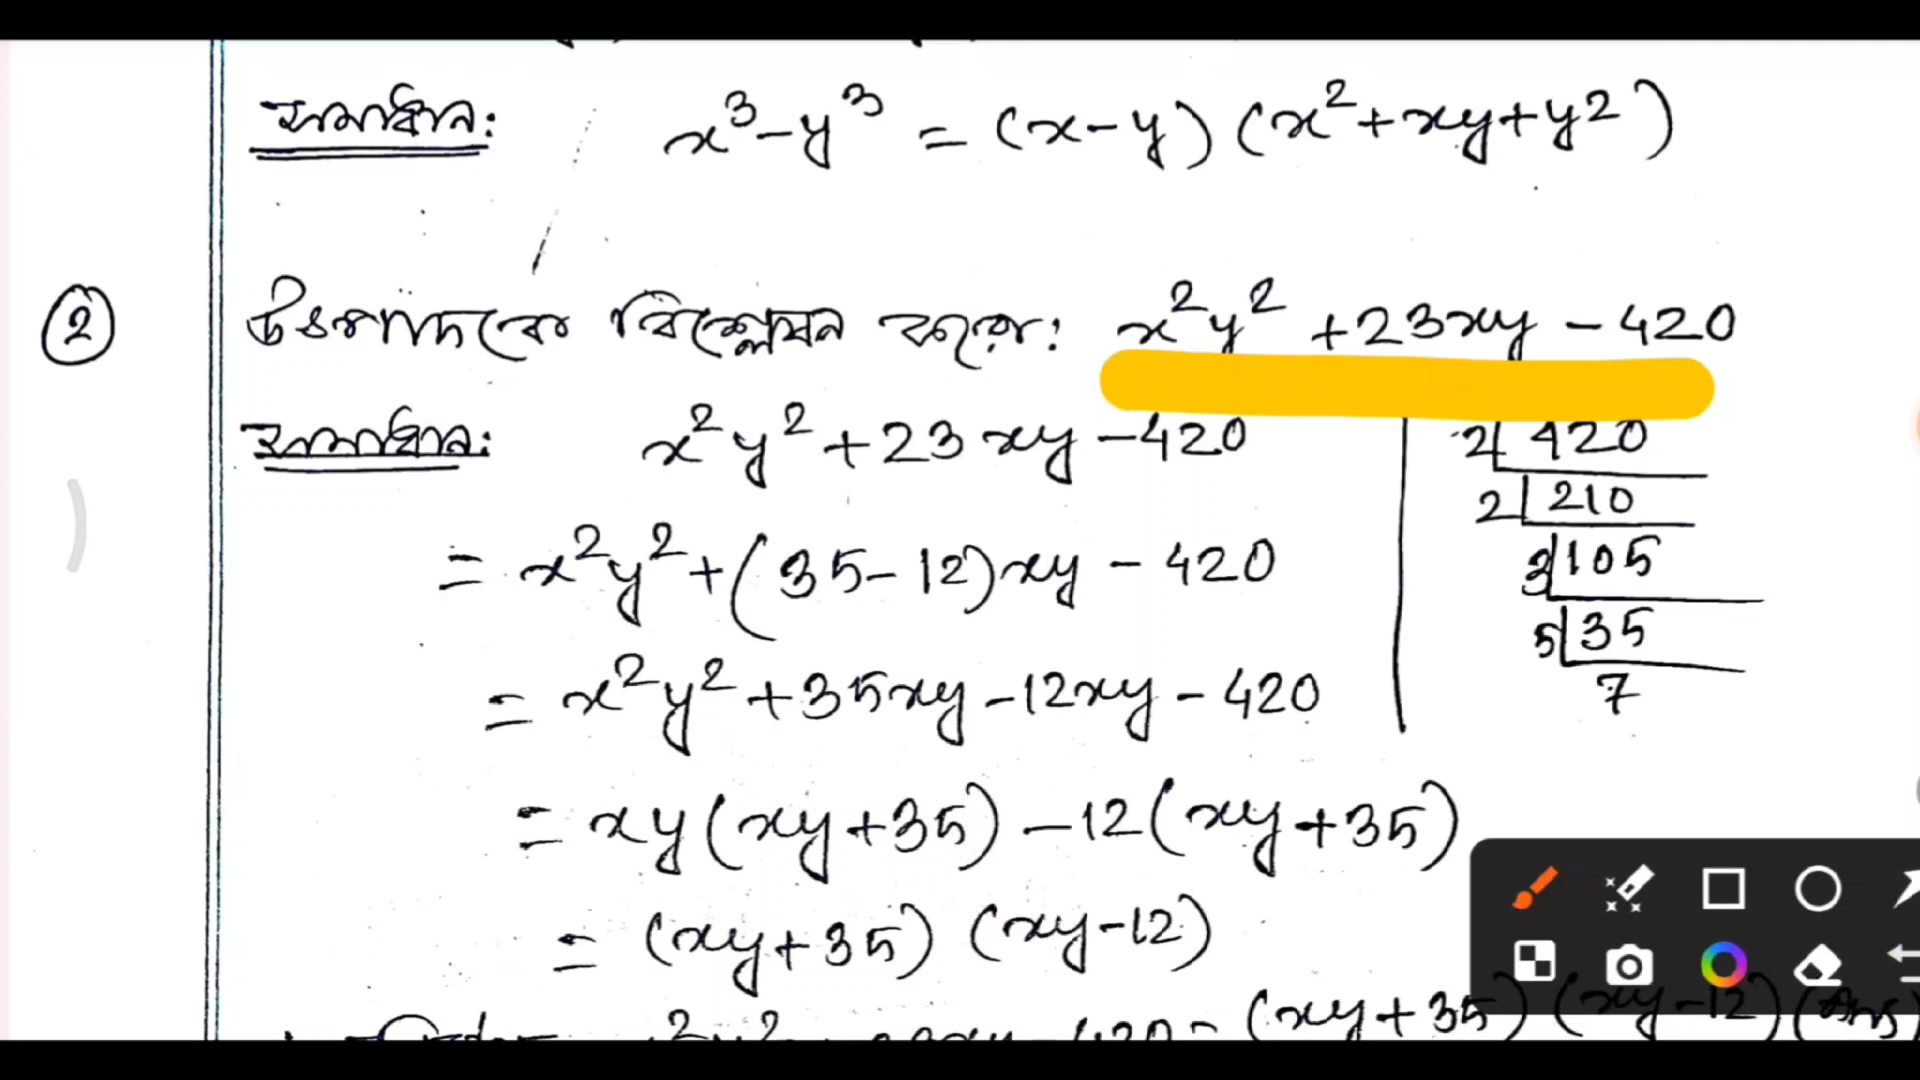 সমাধান: x³-y³ = (x-y) (x²+xy+y²)
② উৎপাদকে বিশ্লেষন করো: x²y² +23xy -420
সমাধান: x²y²+23xy-420
= x²y²+(35-12)xy-420
= x²y²+35xy-12xy-420
= xy(xy+35)-12(xy+35)
= (xy+35) (xy-12)
(xy+35) (xy-12) (Ans
2 420
2 210
3 105
5 35
7